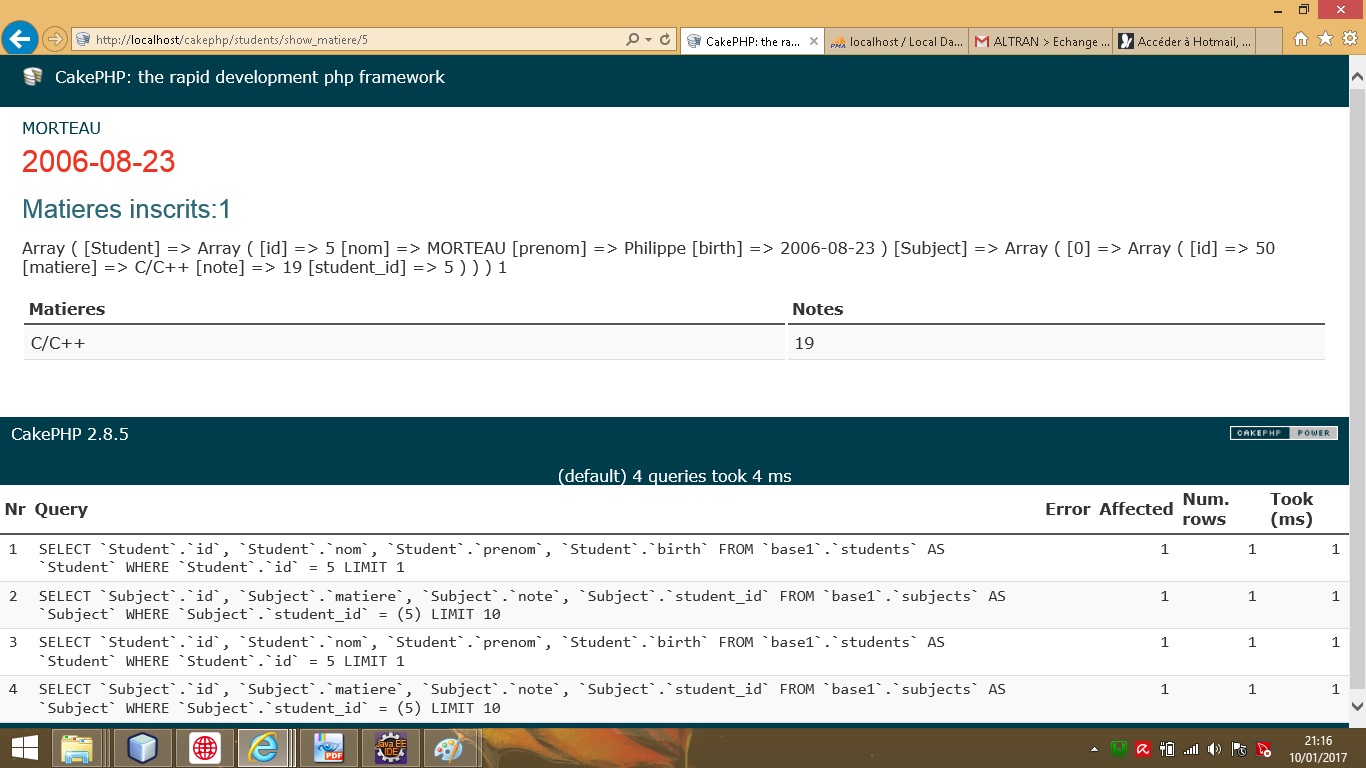 http://localhost/cakephp/students/show_matiere/5
CakePHP: the ra...
localhost / Local Da...
ALTRAN > Echange ...
Accéder à Hotmail, ...
CakePHP: the rapid development php framework
MORTEAU
2006-08-23
Matieres inscrits:1
Array ( [Student] => Array ( [id] => 5 [nom] => MORTEAU [prenom] => Philippe [birth] => 2006-08-23 ) [Subject] => Array ( [0] => Array ( [id] => 50
[matiere] => C/C++ [note] => 19 [student_id] => 5 ) ) ) 1
Matieres Notes
C/C++ 19
CakePHP 2.8.5
CAKEPHP POWER
(default) 4 queries took 4 ms
Nr Query Error Affected Num. rows Took (ms)
1 SELECT `Student`.`id`, `Student`.`nom`, `Student`.`prenom`, `Student`.`birth` FROM `base1`.`students` AS 1 1 1
`Student` WHERE `Student`.`id` = 5 LIMIT 1
2 SELECT `Subject`.`id`, `Subject`.`matiere`, `Subject`.`note`, `Subject`.`student_id` FROM `base1`.`subjects` AS 1 1 1
`Subject` WHERE `Subject`.`student_id` = (5) LIMIT 10
3 SELECT `Student`.`id`, `Student`.`nom`, `Student`.`prenom`, `Student`.`birth` FROM `base1`.`students` AS 1 1 1
`Student` WHERE `Student`.`id` = 5 LIMIT 1
4 SELECT `Subject`.`id`, `Subject`.`matiere`, `Subject`.`note`, `Subject`.`student_id` FROM `base1`.`subjects` AS 1 1 1
`Subject` WHERE `Subject`.`student_id` = (5) LIMIT 10
PDF
Java EE
IDE
21:16
10/01/2017